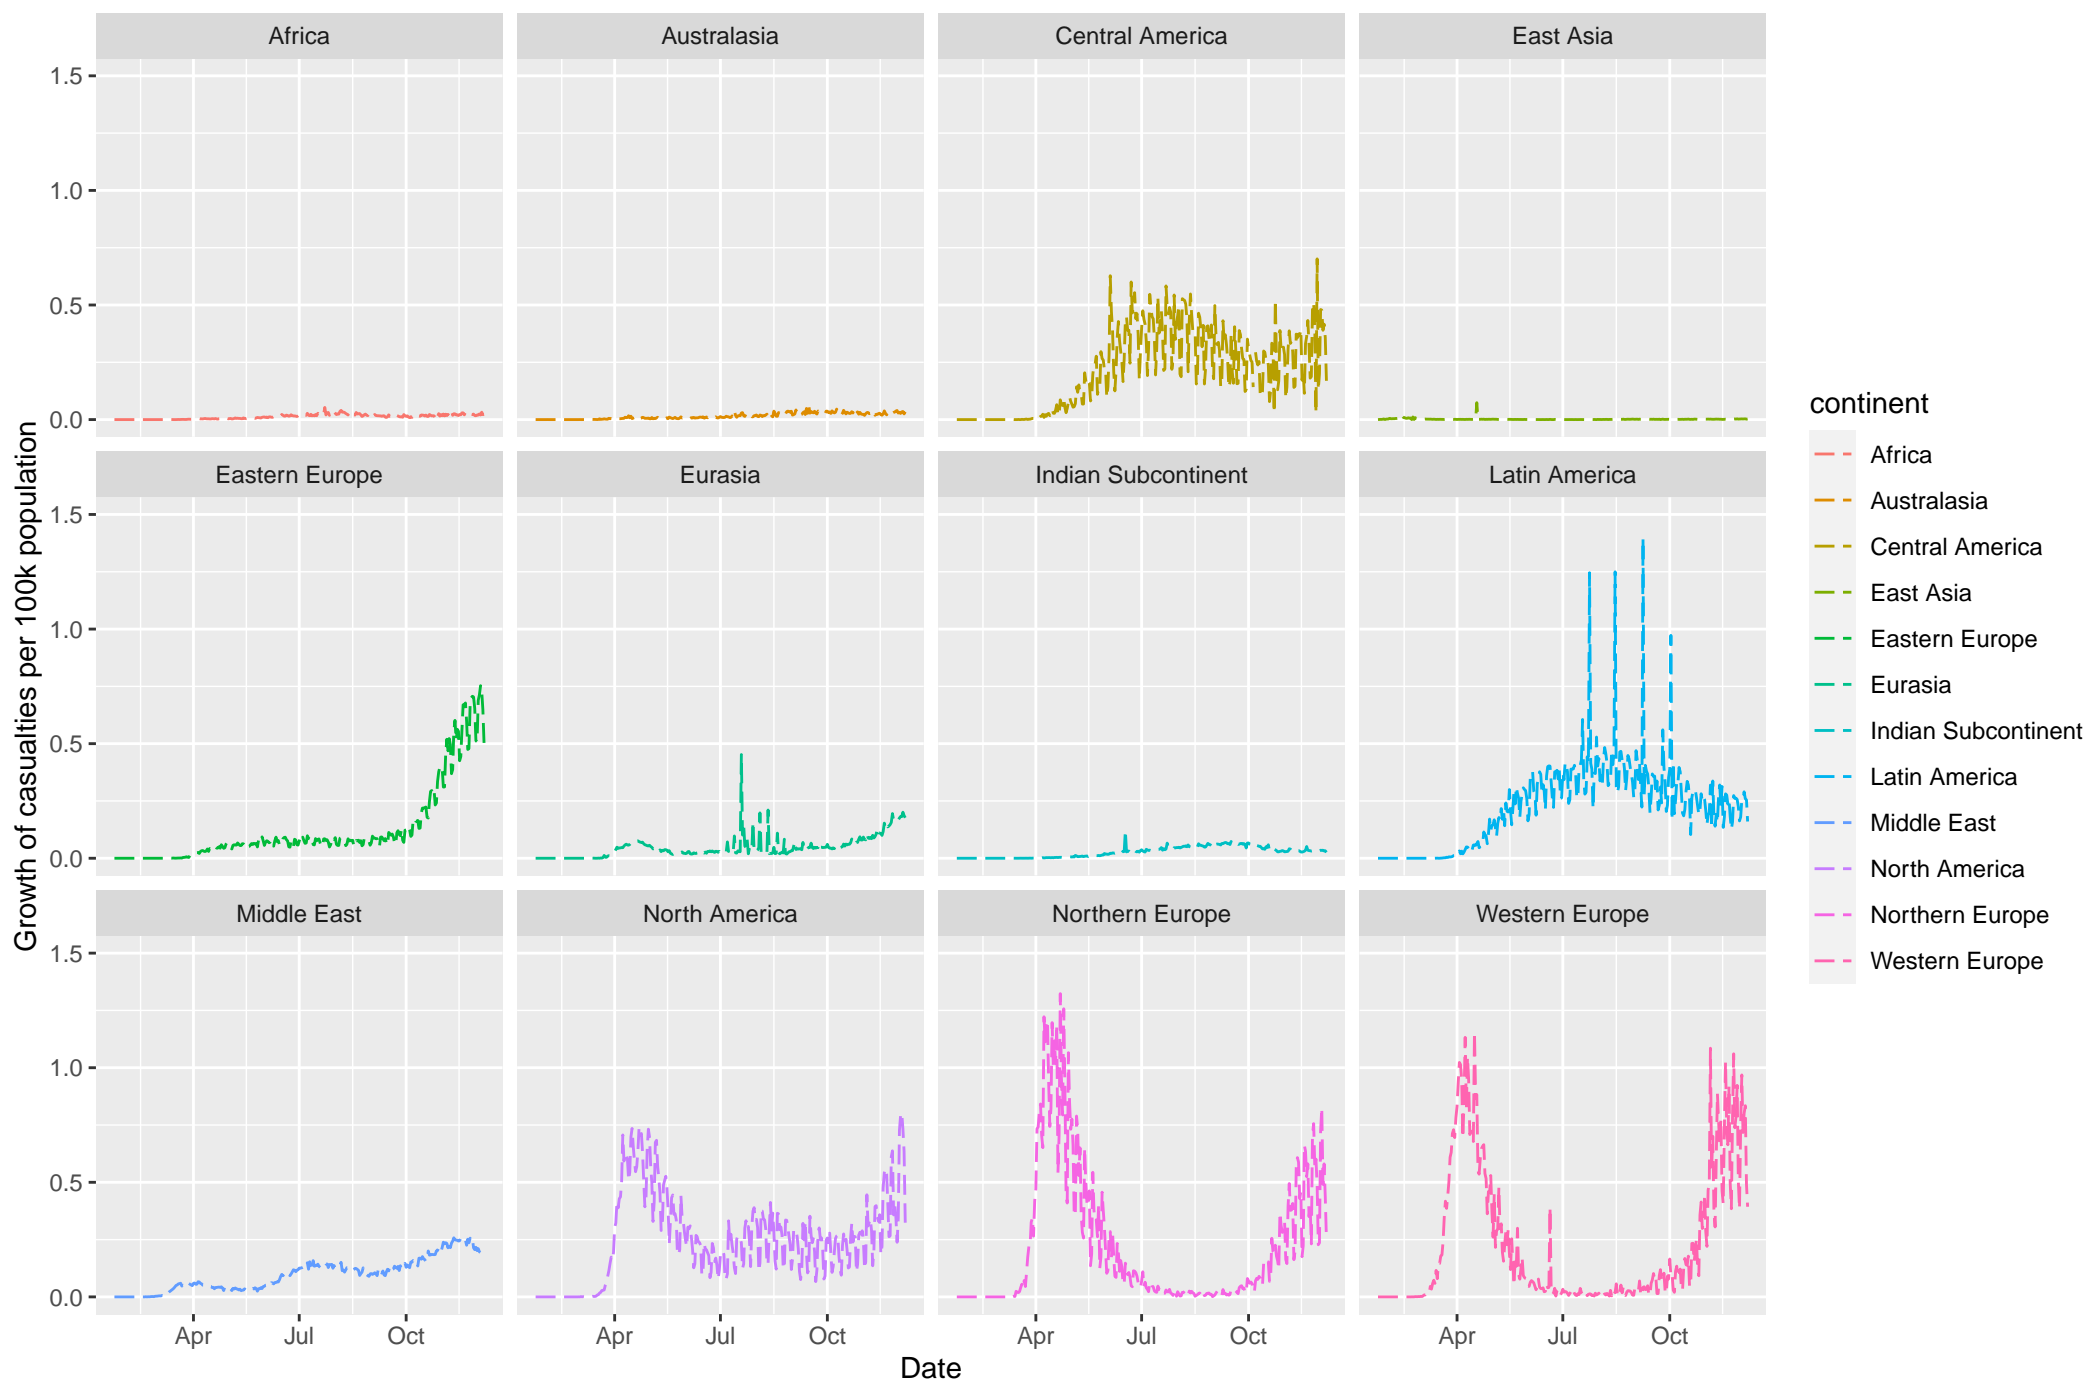 Africa
Australasia
Central America
East Asia
1.5
1.0
0.5
0.0
Eastern Europe
Eurasia
Indian Subcontinent
Latin America
1.5
1.0
0.5
0.0
Middle East
North America
Northern Europe
Western Europe
1.5
1.0
0.5
0.0
Apr Jul Oct
Apr Jul Oct
Apr Jul Oct
Apr Jul Oct
Date
Growth of casualties per 100k population
continent
Africa
Australasia
Central America
East Asia
Eastern Europe
Eurasia
Indian Subcontinent
Latin America
Middle East
North America
Northern Europe
Western Europe